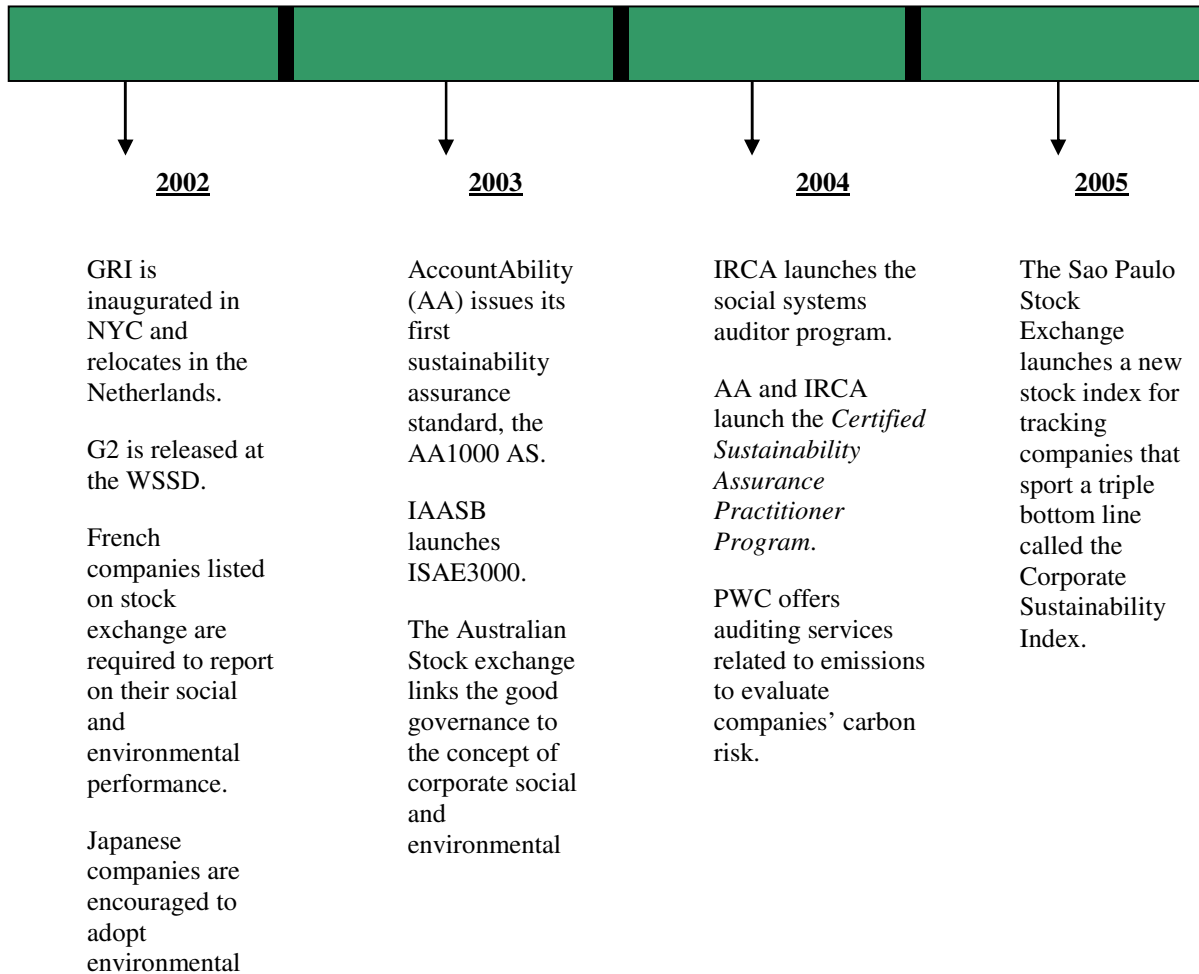 2002
GRI is
inaugurated in
NYC and
relocates in the
Netherlands.
G2 is released at
the WSSD.
French
companies listed
on stock
exchange are
required to report
on their social
and
environmental
performance.
Japanese
companies are
encouraged to
adopt
environmental
2003
AccountAbility
(AA) issues its
first
sustainability
assurance
standard, the
AA1000 AS.
IAASB
launches
ISAE3000.
The Australian
Stock exchange
links the good
governance to
the concept of
corporate social
and
environmental
2004
IRCA launches the
social systems
auditor program.
AA and IRCA
launch the Certified
Sustainability
Assurance
Practitioner
Program.
PWC offers
auditing services
related to emissions
to evaluate
companies’ carbon
risk.
2005
The Sao Paulo
Stock
Exchange
launches a new
stock index for
tracking
companies that
sport a triple
bottom line
called the
Corporate
Sustainability
Index.